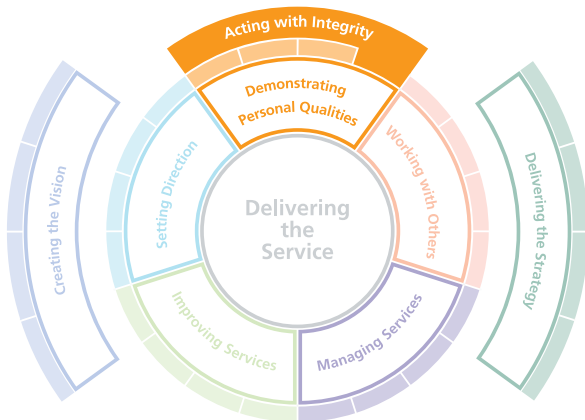 Acting with Integrity
Demonstrating
Personal Qualities
Creating the Vision
Setting Direction
Delivering
the
Service
Working with Others
Delivering the Strategy
Improving Services
Managing Services